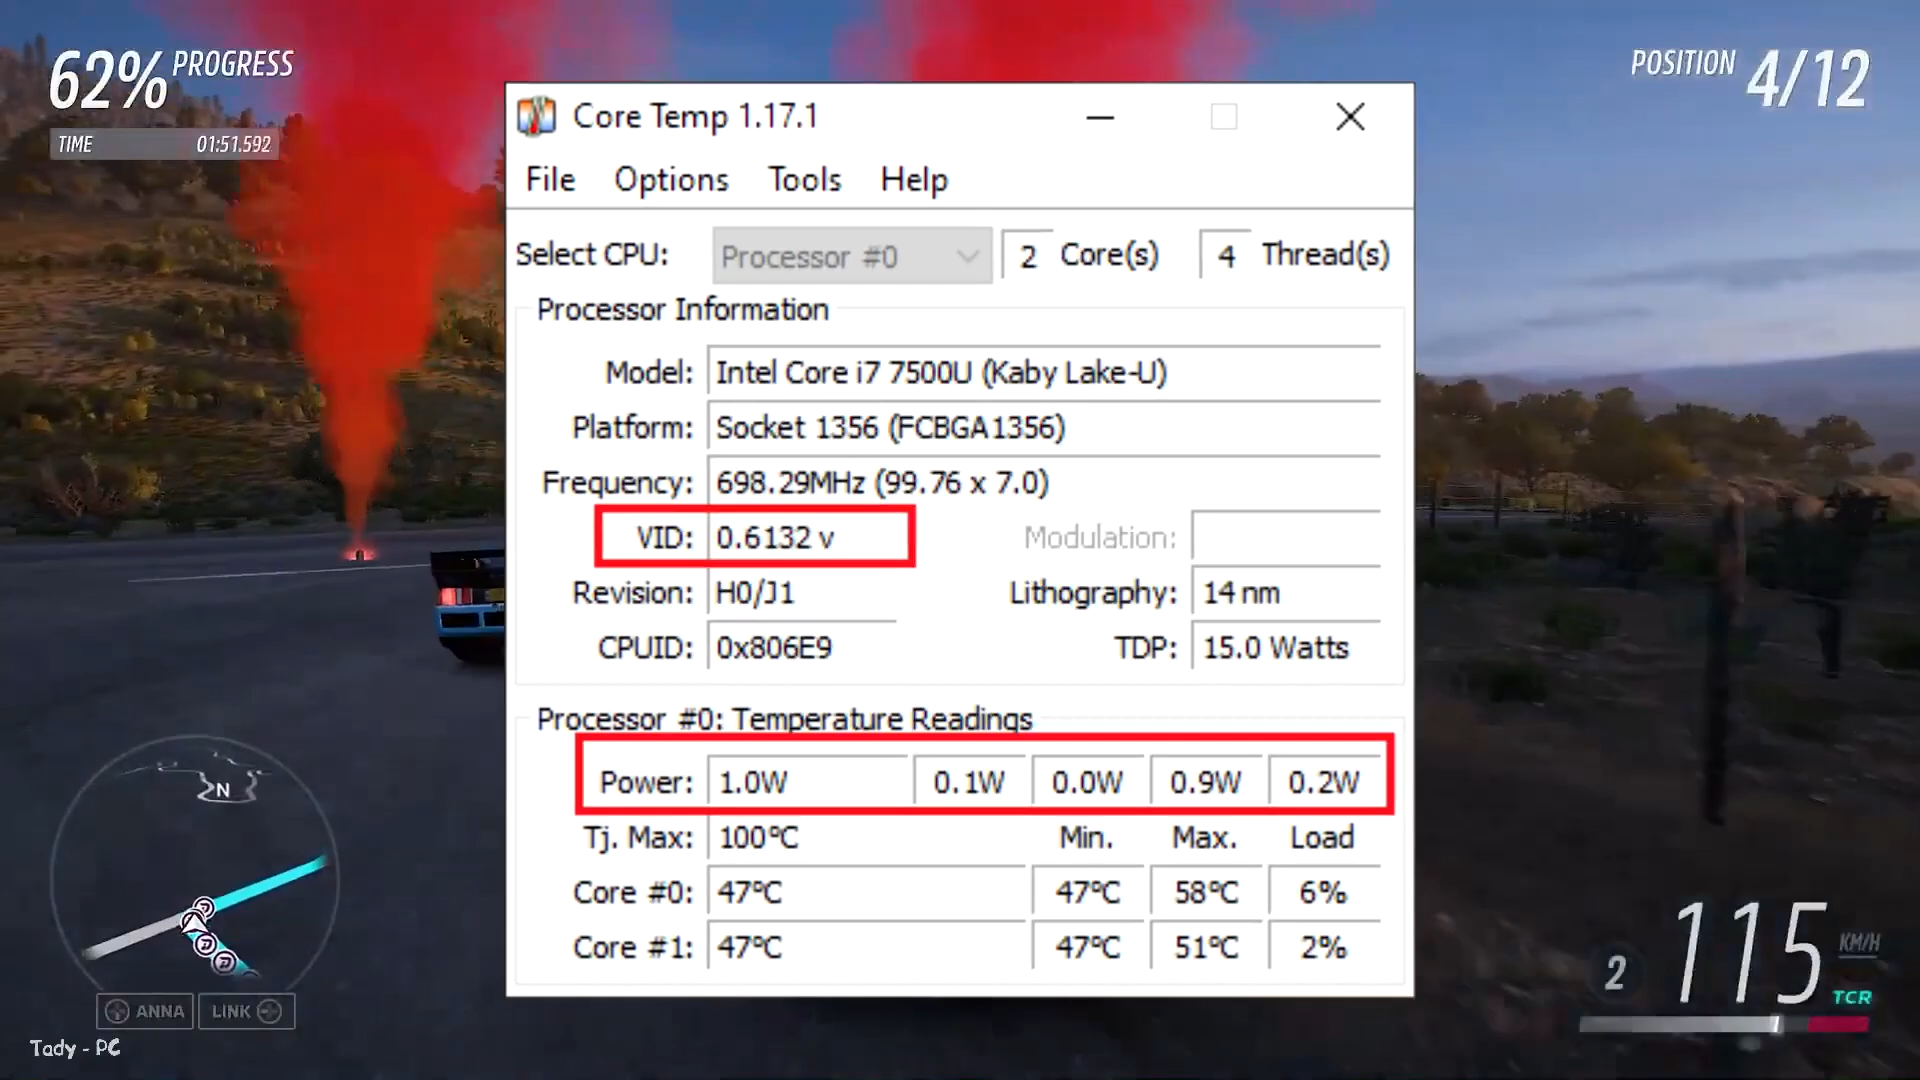 62% PROGRESS
TIME 01:51.592
POSITION 4/12
Core Temp 1.17.1
File Options Tools Help
Select CPU: Processor #0 2 Core(s) 4 Thread(s)
Processor Information
Model: Intel Core i7 7500U (Kaby Lake-U)
Platform: Socket 1356 (FCBGA1356)
Frequency: 698.29MHz (99.76 x 7.0)
VID: 0.6132 v Modulation:
Revision: H0/J1 Lithography: 14 nm
CPUID: 0x806E9 TDP: 15.0 Watts
Processor #0: Temperature Readings
Power: 1.0W 0.1W 0.0W 0.9W 0.2W
Tj. Max: 100°C Min. Max. Load
Core #0: 47°C 47°C 58°C 6%
Core #1: 47°C 47°C 51°C 2%
N
ANNA LINK
Tady - PC
2 115 KM/H
TCR